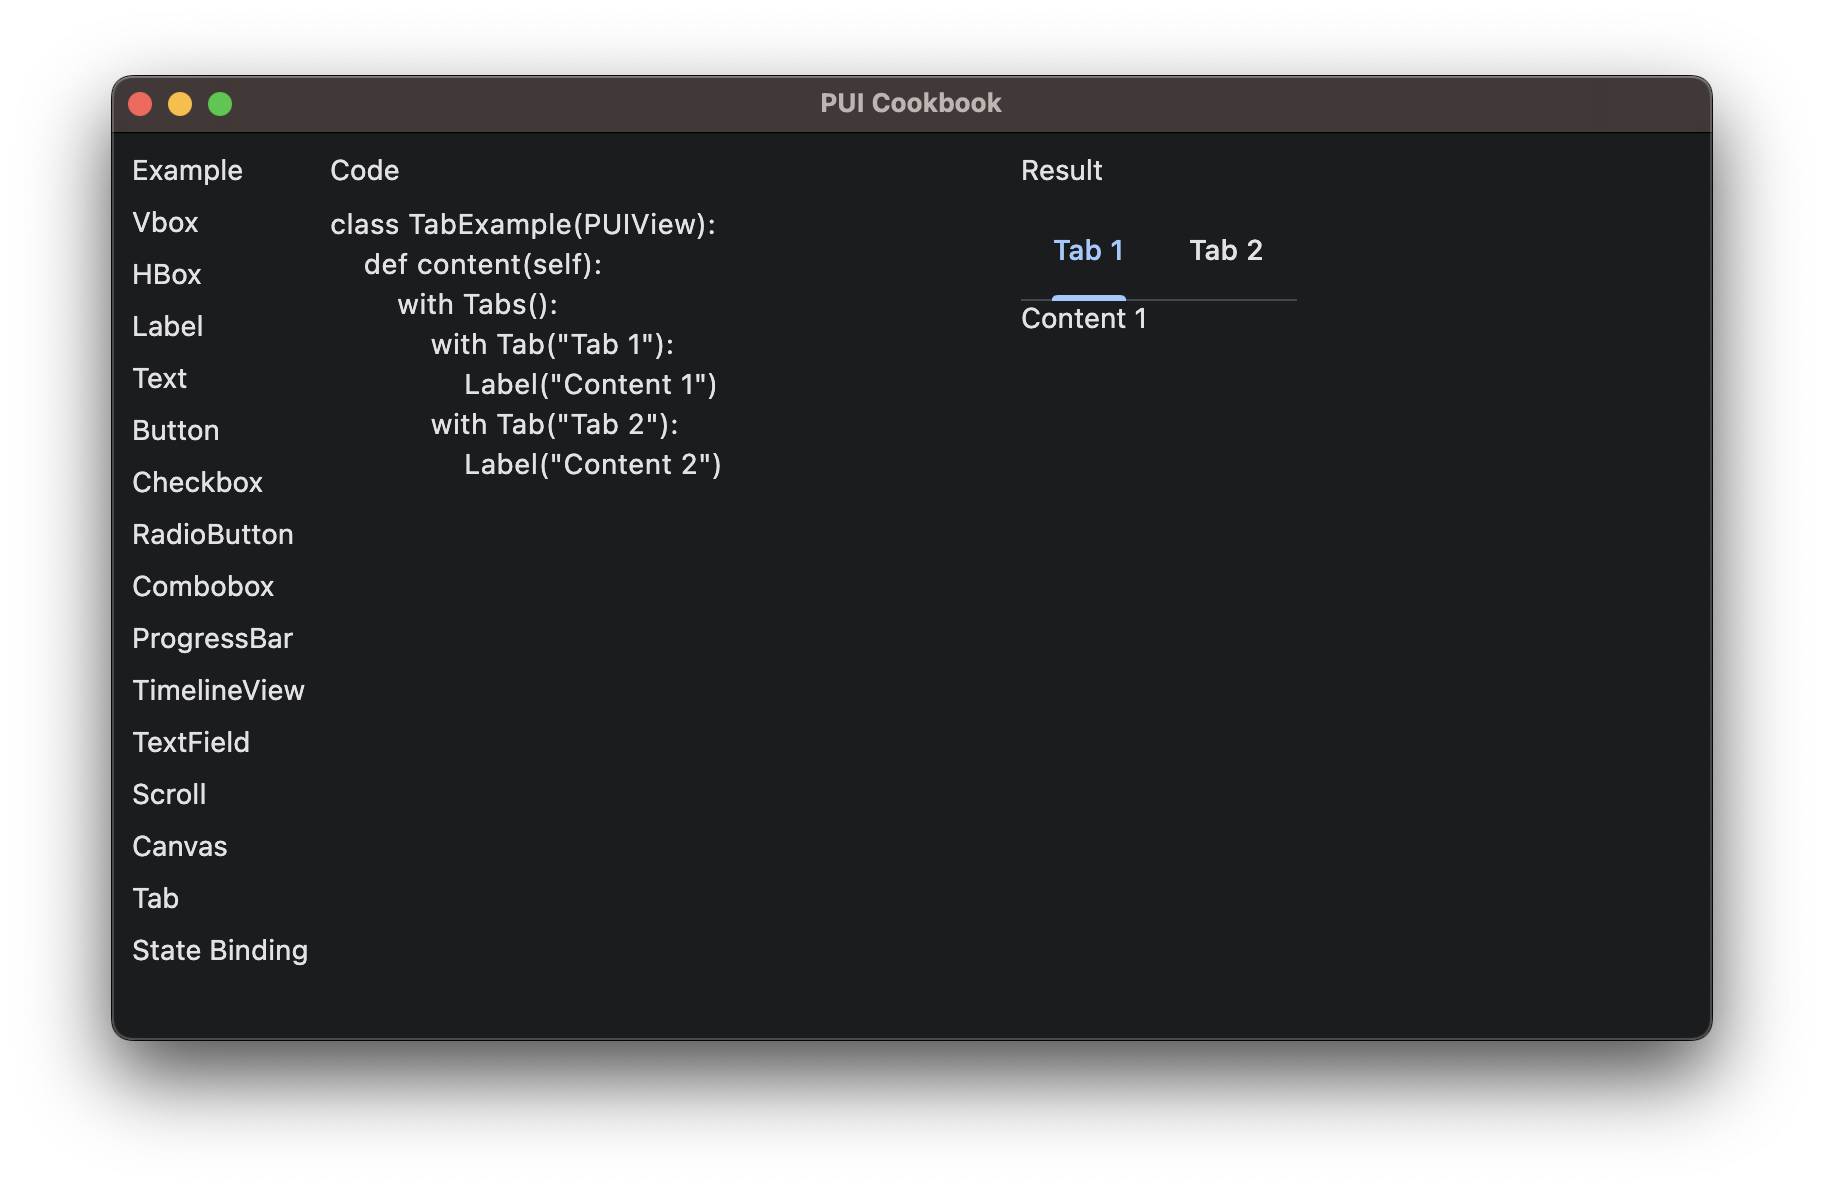 PUI Cookbook
Example
Vbox
HBox
Label
Text
Button
Checkbox
RadioButton
Combobox
ProgressBar
TimelineView
TextField
Scroll
Canvas
Tab
State Binding
Code
class TabExample(PUIView):
    def content(self):
        with Tabs():
            with Tab("Tab 1"):
                Label("Content 1")
            with Tab("Tab 2"):
                Label("Content 2")
Result
Tab 1 Tab 2
Content 1